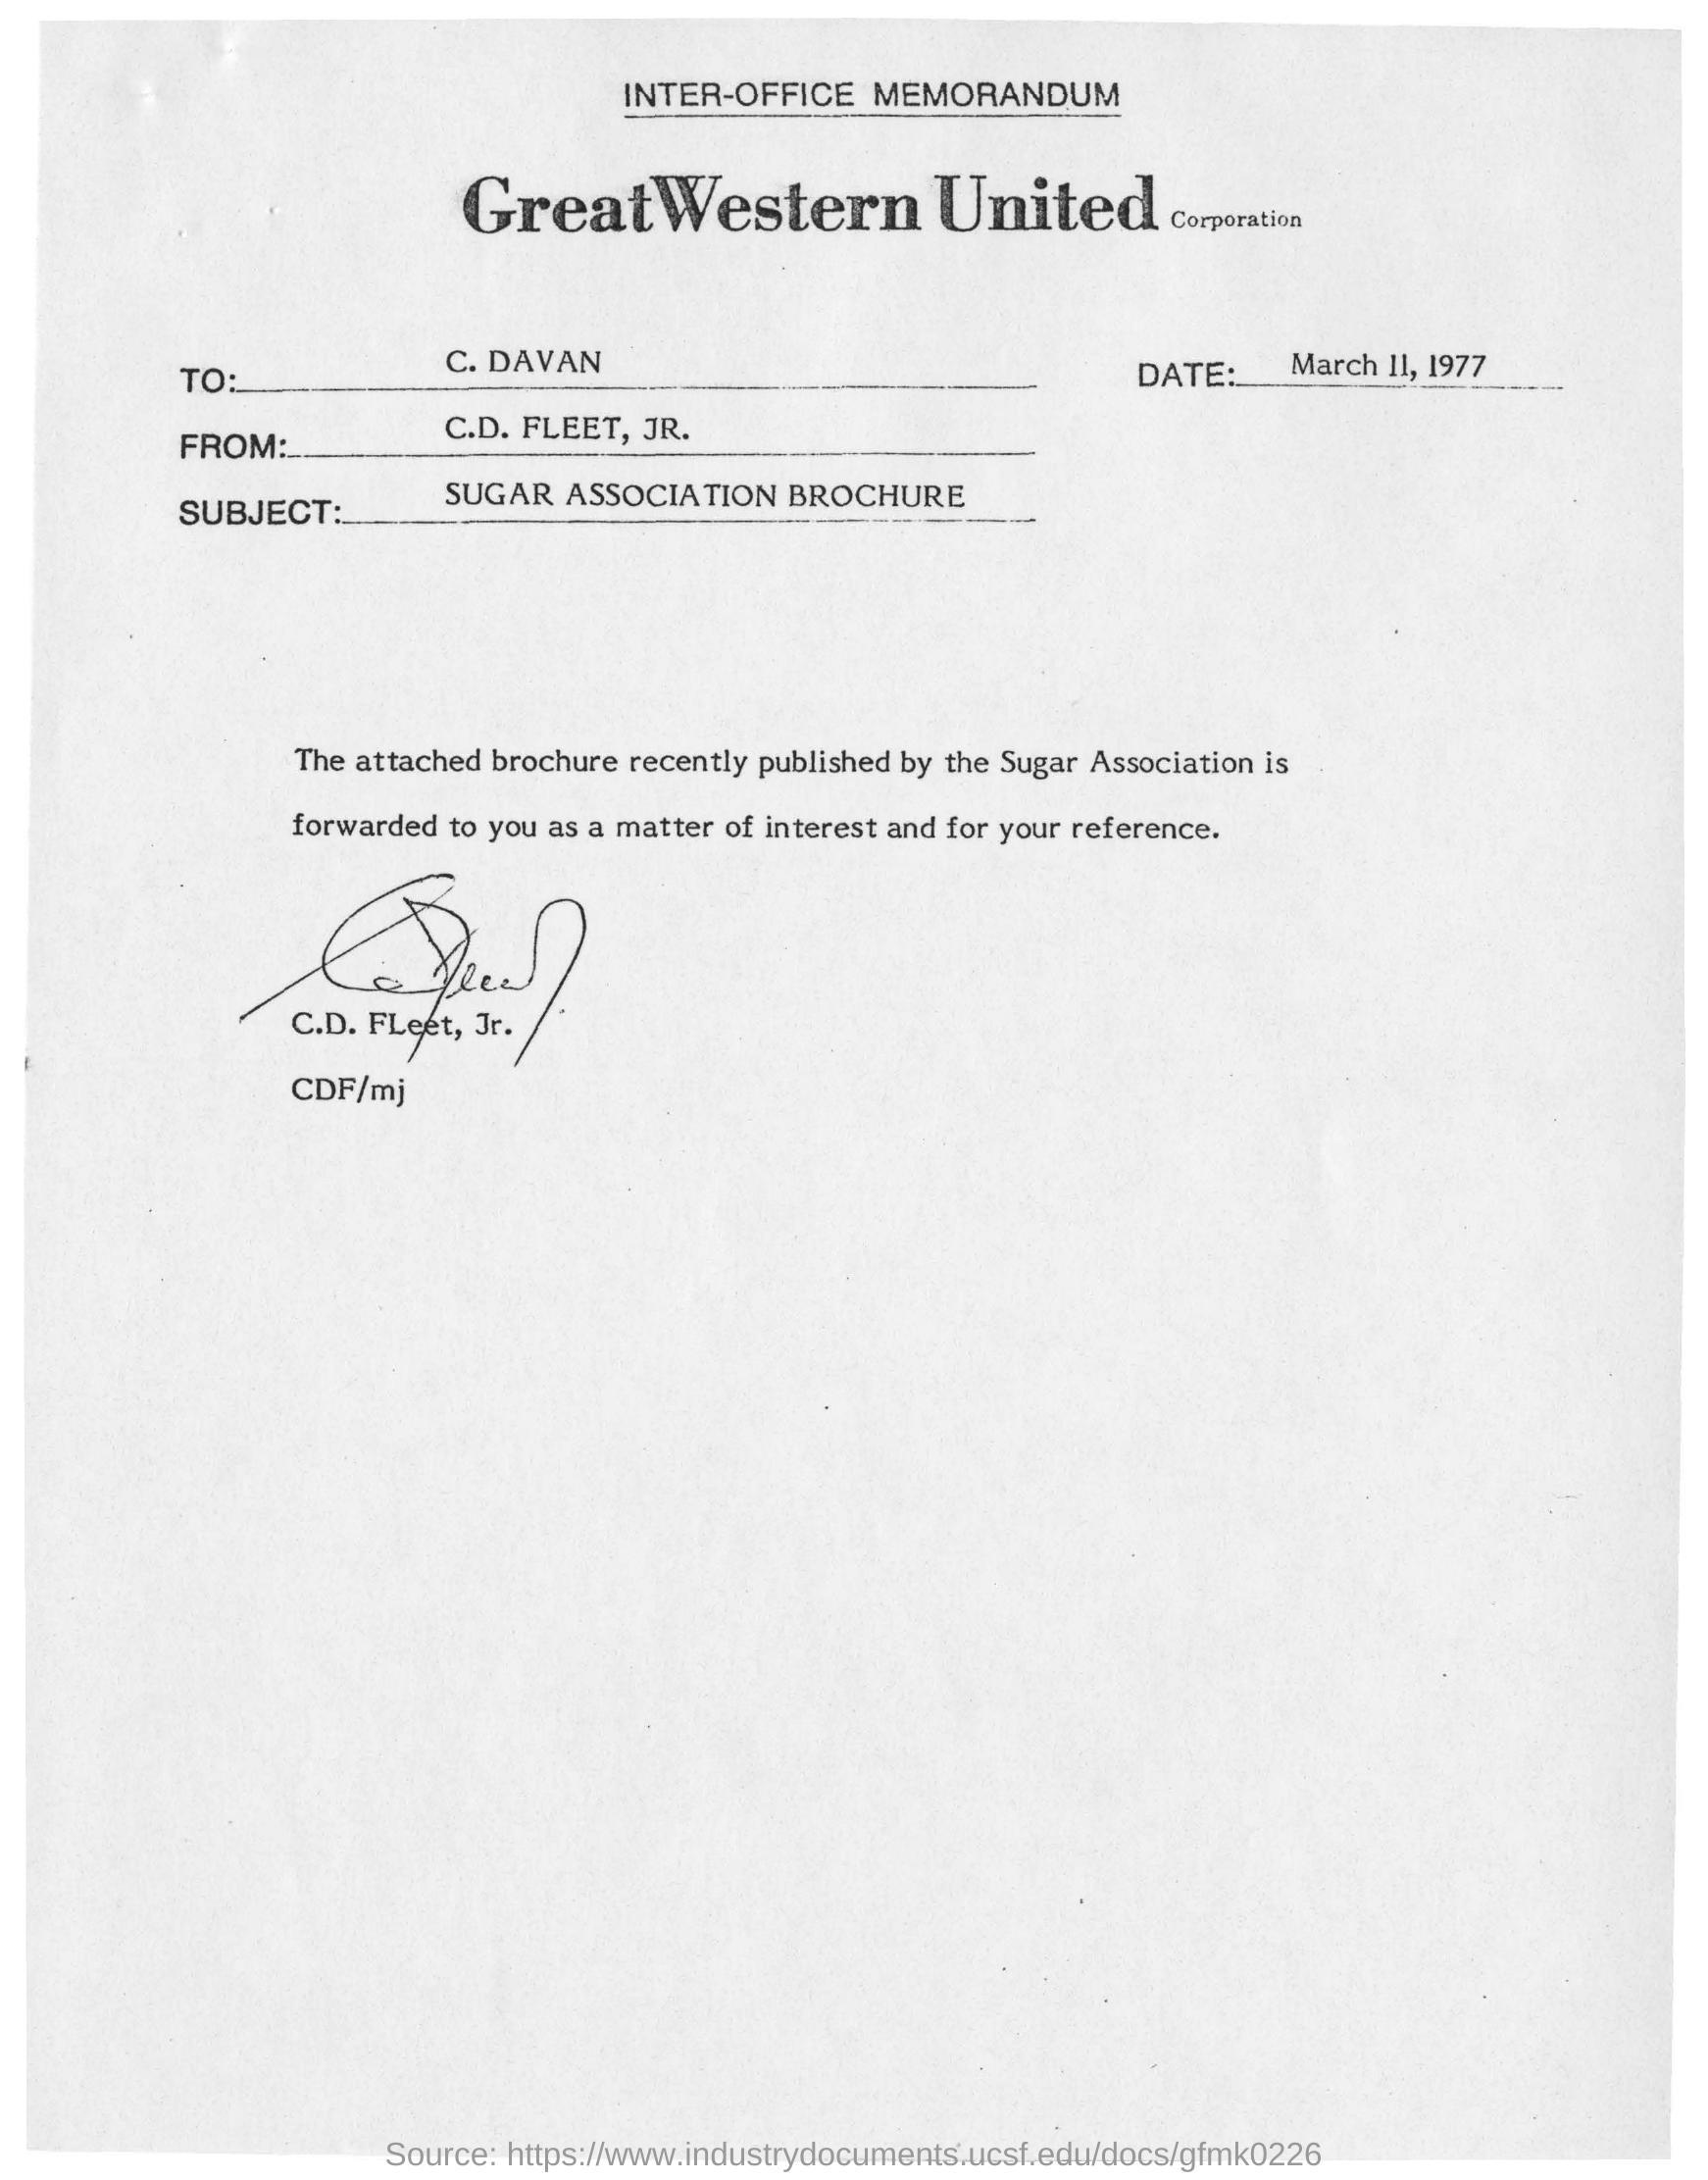 INTER-OFFICE MEMORANDUM
GreatWestern United Corporation
TO: C. DAVAN DATE: March 11, 1977
FROM: C.D. FLEET, JR.
SUBJECT: SUGAR ASSOCIATION BROCHURE
The attached brochure recently published by the Sugar Association is
forwarded to you as a matter of interest and for your reference.
C.D. FLeet, Jr.
CDF/mj
Source: https://www.industrydocuments.ucsf.edu/docs/gfmk0226